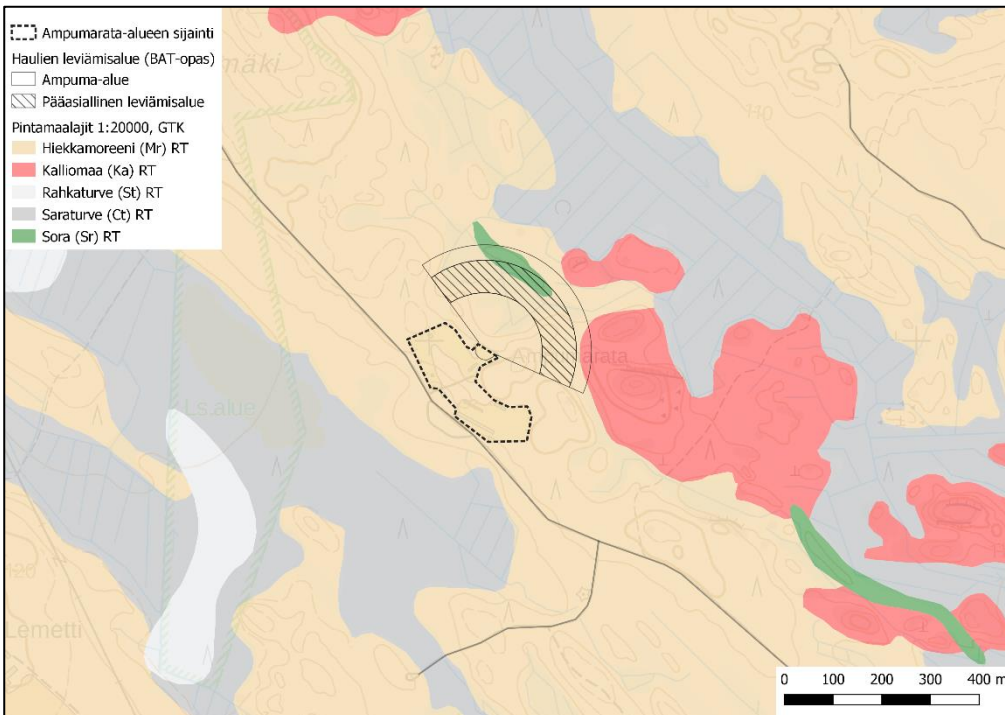 Ampumarata-alueen sijainti
Haulien leviämisalue (BAT-opas)
Ampuma-alue
Pääasiallinen leviämisalue
Pintamaalajit 1:20000, GTK
Hiekkamoreeni (Mr) RT
Kalliomaa (Ka) RT
Rahkaturve (St) RT
Saraturve (Ct) RT
Sora (Sr) RT
mäki
110
Ampumarata
Ls.alue
Lemetti
0 100 200 300 400 m